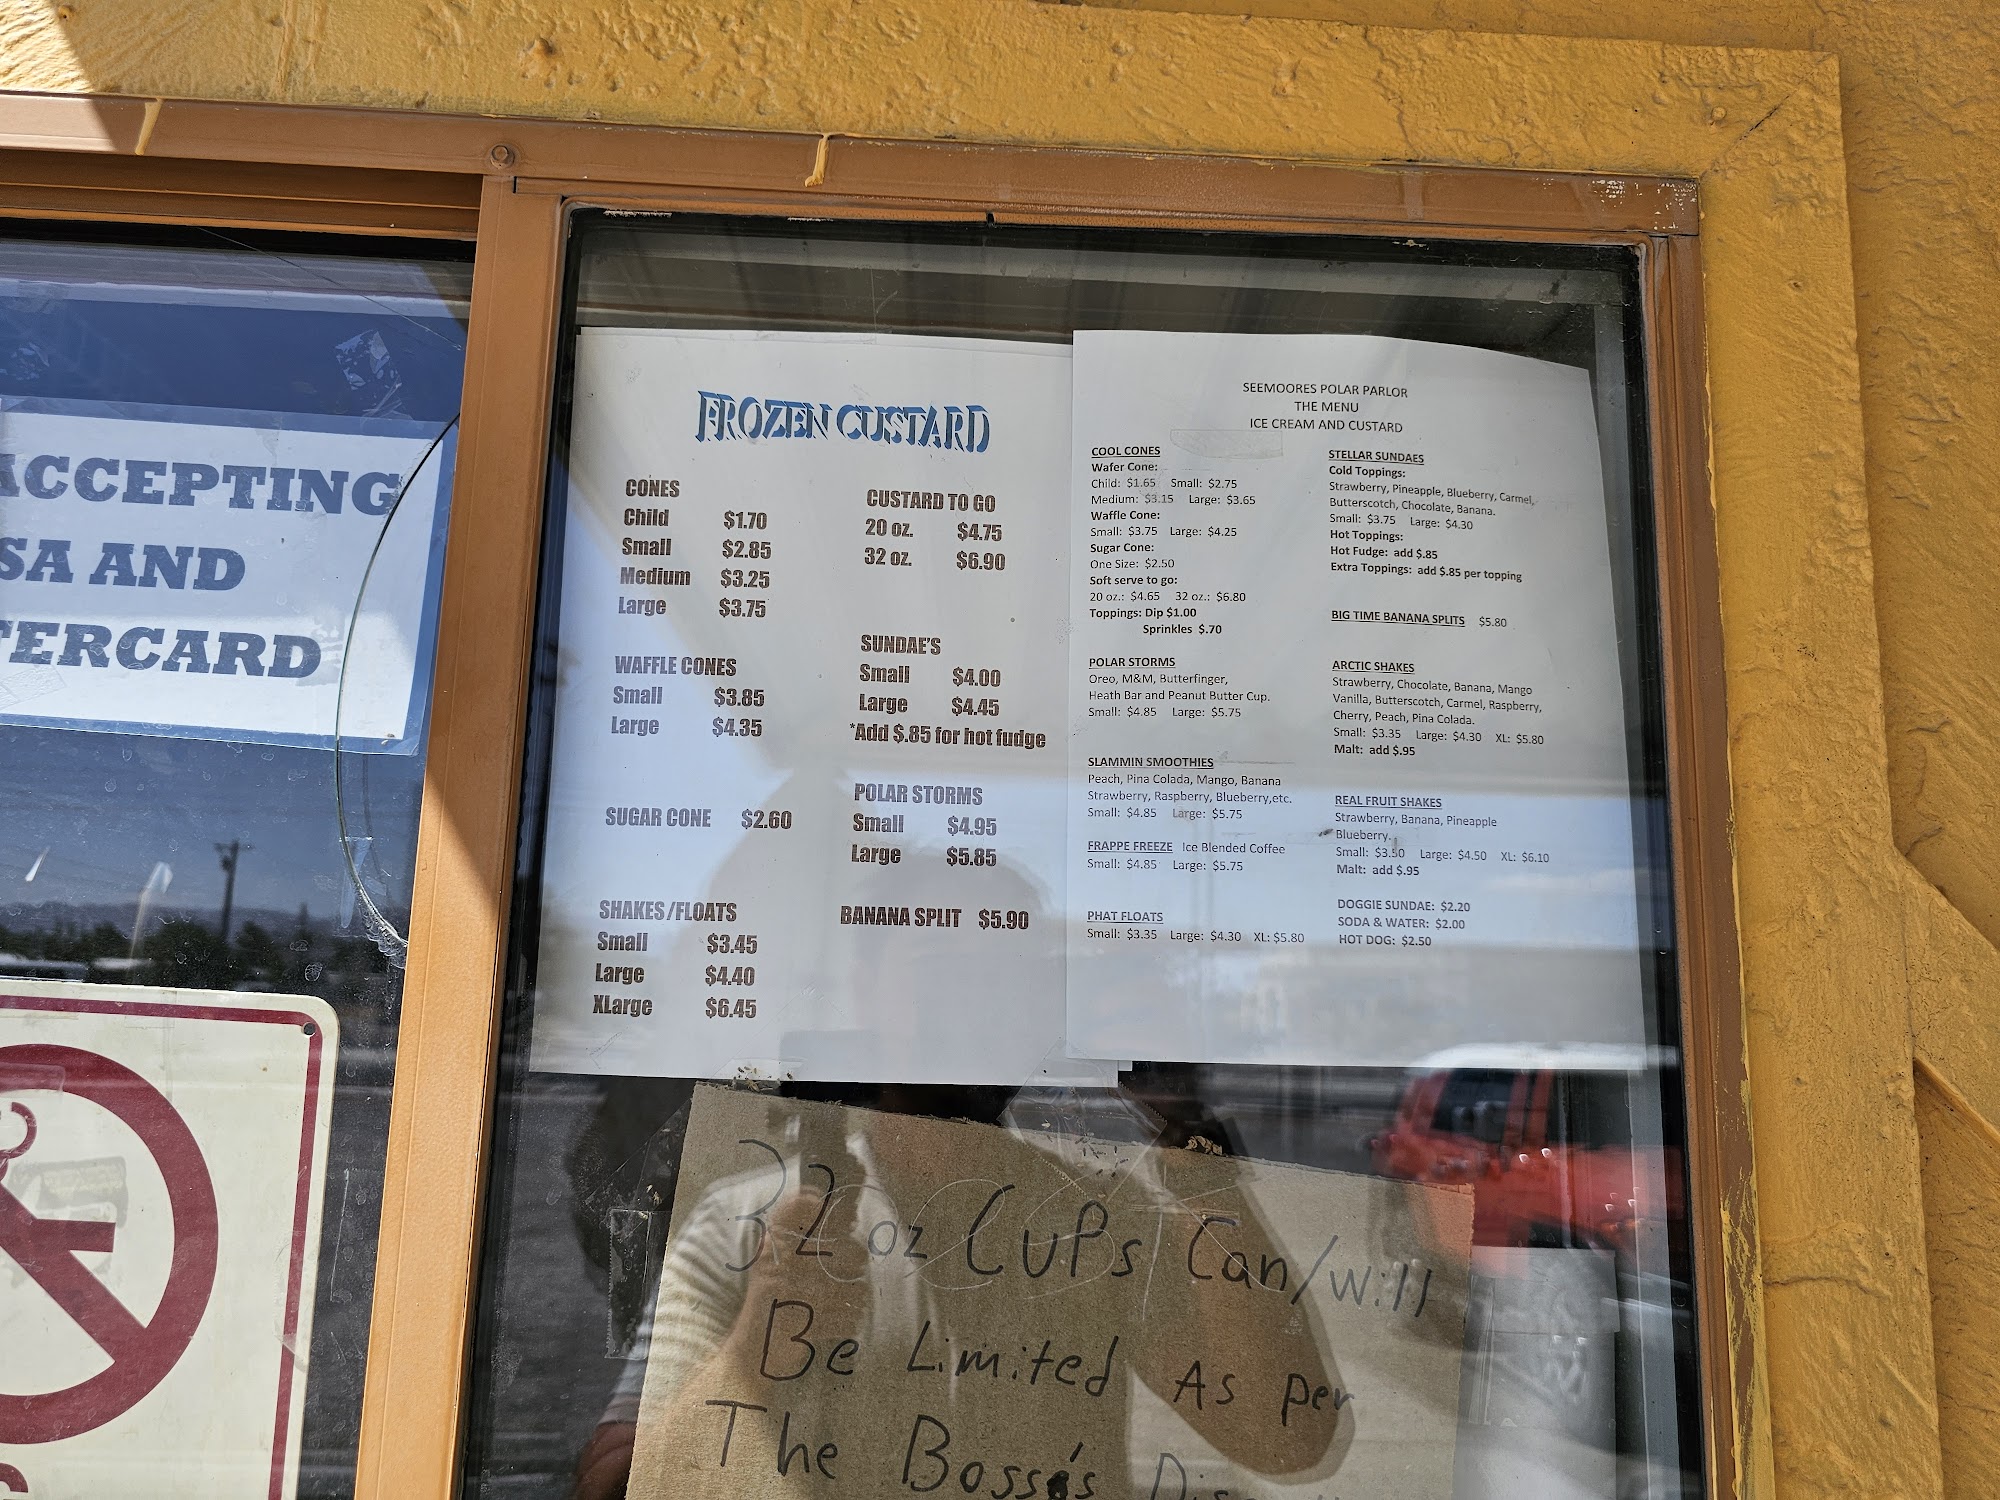 ACCEPTING
SA AND
TERCARD
FROZEN CUSTARD
CONES
Child $1.70
Small $2.85
Medium $3.25
Large $3.75
WAFFLE CONES
Small $3.85
Large $4.35
SUGAR CONE $2.60
SHAKES/FLOATS
Small $3.45
Large $4.40
XLarge $6.45
CUSTARD TO GO
20 oz. $4.75
32 oz. $6.90
SUNDAE'S
Small $4.00
Large $4.45
*Add $.85 for hot fudge
POLAR STORMS
Small $4.95
Large $5.85
BANANA SPLIT $5.90
SEEMOORES POLAR PARLOR
THE MENU
ICE CREAM AND CUSTARD
COOL CONES
Wafer Cone:
Child: $1.65 Small: $2.75
Medium: $3.15 Large: $3.65
Waffle Cone:
Small: $3.75 Large: $4.25
Sugar Cone:
One Size: $2.50
Soft serve to go:
20 oz.: $4.65 32 oz.: $6.80
Toppings: Dip $1.00
Sprinkles $.70
POLAR STORMS
Oreo, M&M, Butterfinger,
Heath Bar and Peanut Butter Cup.
Small: $4.85 Large: $5.75
SLAMMIN SMOOTHIES
Peach, Pina Colada, Mango, Banana
Strawberry, Raspberry, Blueberry,etc.
Small: $4.85 Large: $5.75
FRAPPE FREEZE Ice Blended Coffee
Small: $4.85 Large: $5.75
PHAT FLOATS
Small: $3.35 Large: $4.30 XL: $5.80
STELLAR SUNDAES
Cold Toppings:
Strawberry, Pineapple, Blueberry, Carmel,
Butterscotch, Chocolate, Banana.
Small: $3.75 Large: $4.30
Hot Toppings:
Hot Fudge: add $.85
Extra Toppings: add $.85 per topping
BIG TIME BANANA SPLITS $5.80
ARCTIC SHAKES
Strawberry, Chocolate, Banana, Mango
Vanilla, Butterscotch, Carmel, Raspberry,
Cherry, Peach, Pina Colada.
Small: $3.35 Large: $4.30 XL: $5.80
Malt: add $.95
REAL FRUIT SHAKES
Strawberry, Banana, Pineapple
Blueberry.
Small: $3.50 Large: $4.50 XL: $6.10
Malt: add $.95
DOGGIE SUNDAE: $2.20
SODA & WATER: $2.00
HOT DOG: $2.50
32 oz Cups Can/Will
Be Limited As per
The Boss's